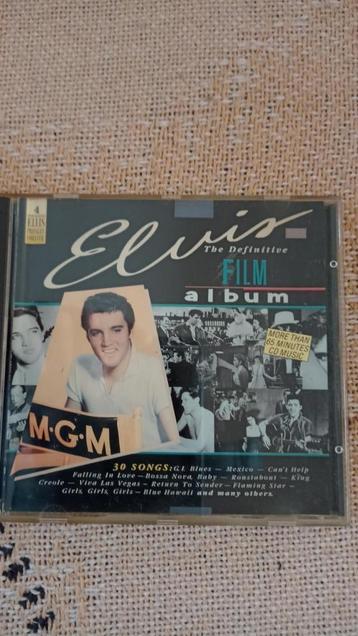 4
ELVIS
Elvis
The Definitive
FILM
album
MORE THAN
65 MINUTES
CD MUSIC
M·G·M
30 SONGS: G.I. Blues — Mexico — Can't Help
Falling In Love — Bossa Nova, Baby — Roustabout — King
Creole — Viva Las Vegas — Return To Sender — Flaming Star —
Girls, Girls, Girls — Blue Hawaii and many others.